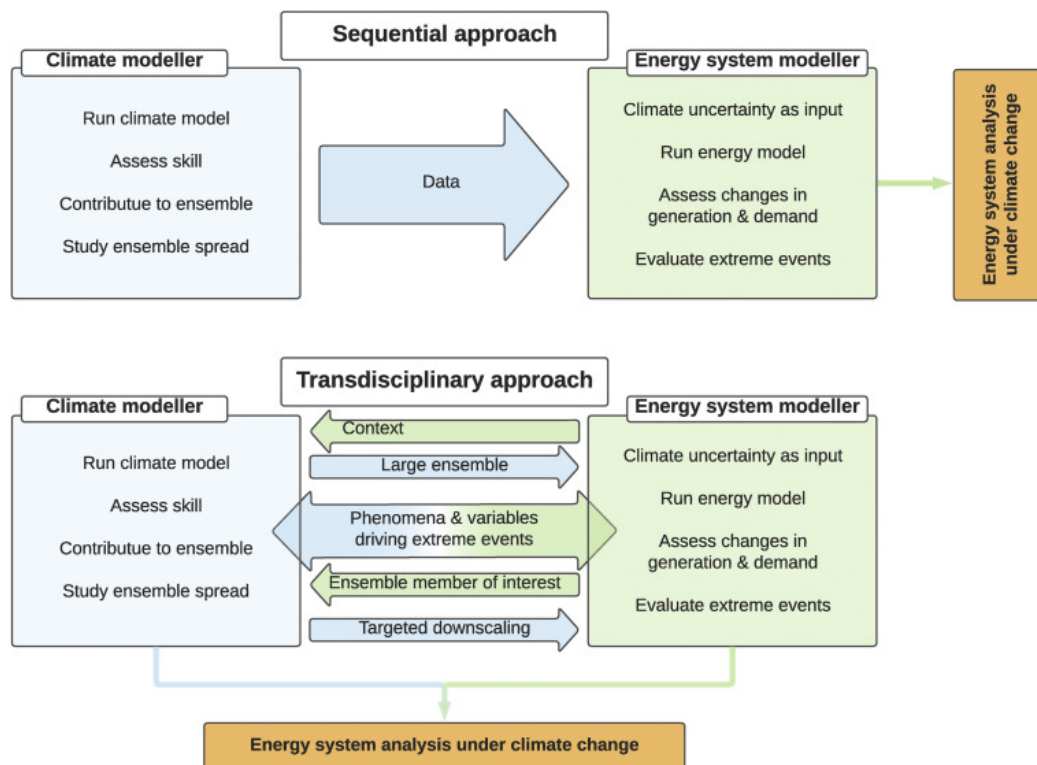 Sequential approach
Climate modeller
Run climate model
Assess skill
Contributue to ensemble
Study ensemble spread
Data
Energy system modeller
Climate uncertainty as input
Run energy model
Assess changes in
generation & demand
Evaluate extreme events
Energy system analysis
under climate change
Transdisciplinary approach
Climate modeller
Run climate model
Assess skill
Contributue to ensemble
Study ensemble spread
Context
Large ensemble
Phenomena & variables
driving extreme events
Ensemble member of interest
Targeted downscaling
Energy system modeller
Climate uncertainty as input
Run energy model
Assess changes in
generation & demand
Evaluate extreme events
Energy system analysis under climate change